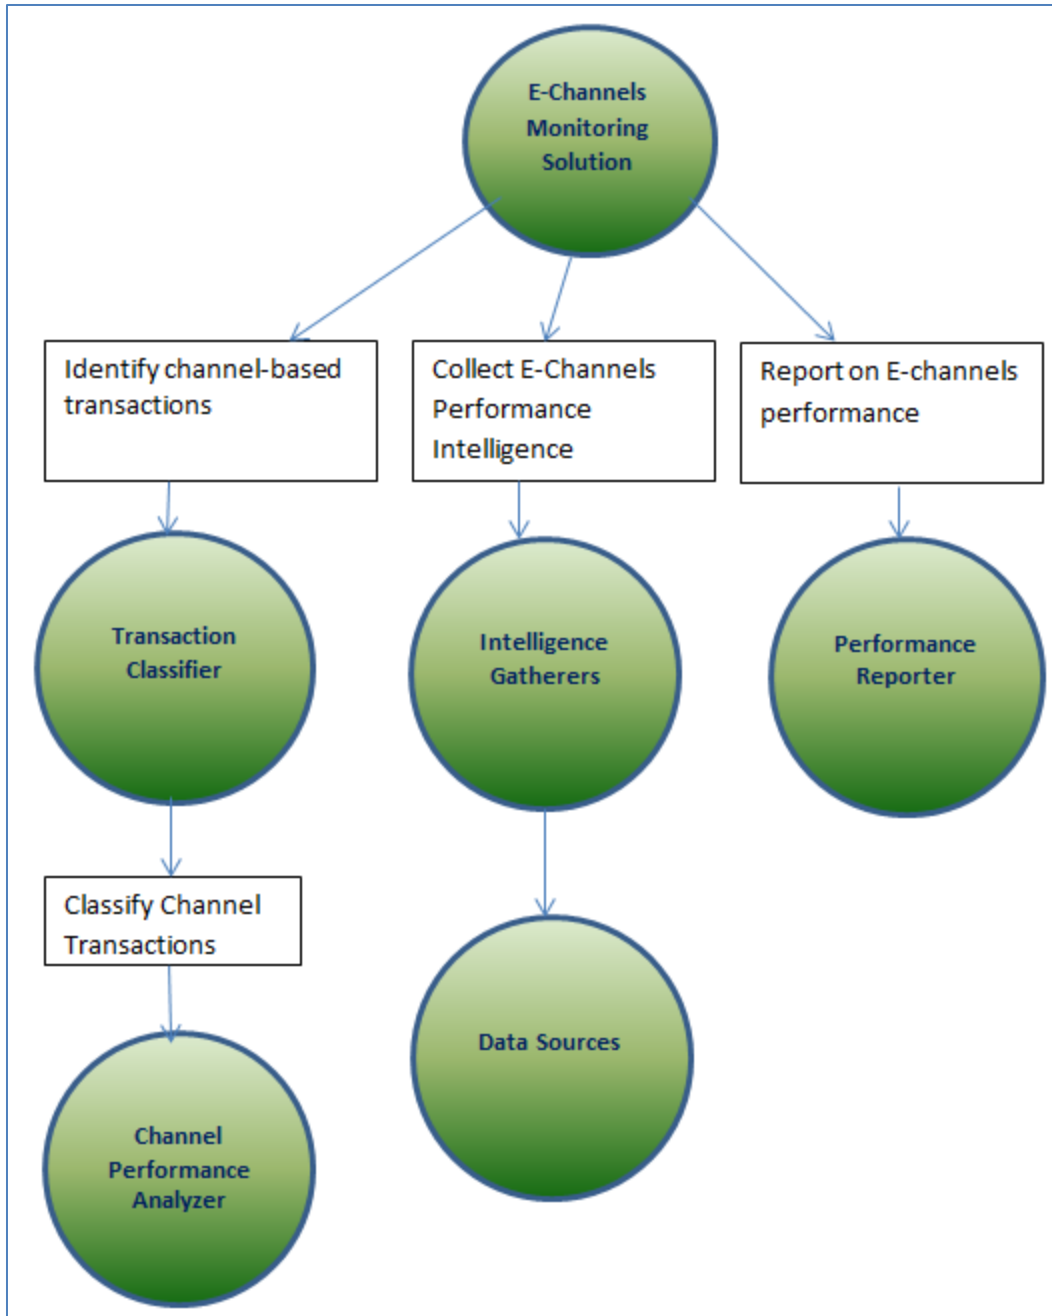 E-Channels
Monitoring
Solution
Identify channel-based
transactions
Collect E-Channels
Performance
Intelligence
Report on E-channels
performance
Transaction
Classifier
Intelligence
Gatherers
Performance
Reporter
Classify Channel
Transactions
Data Sources
Channel
Performance
Analyzer